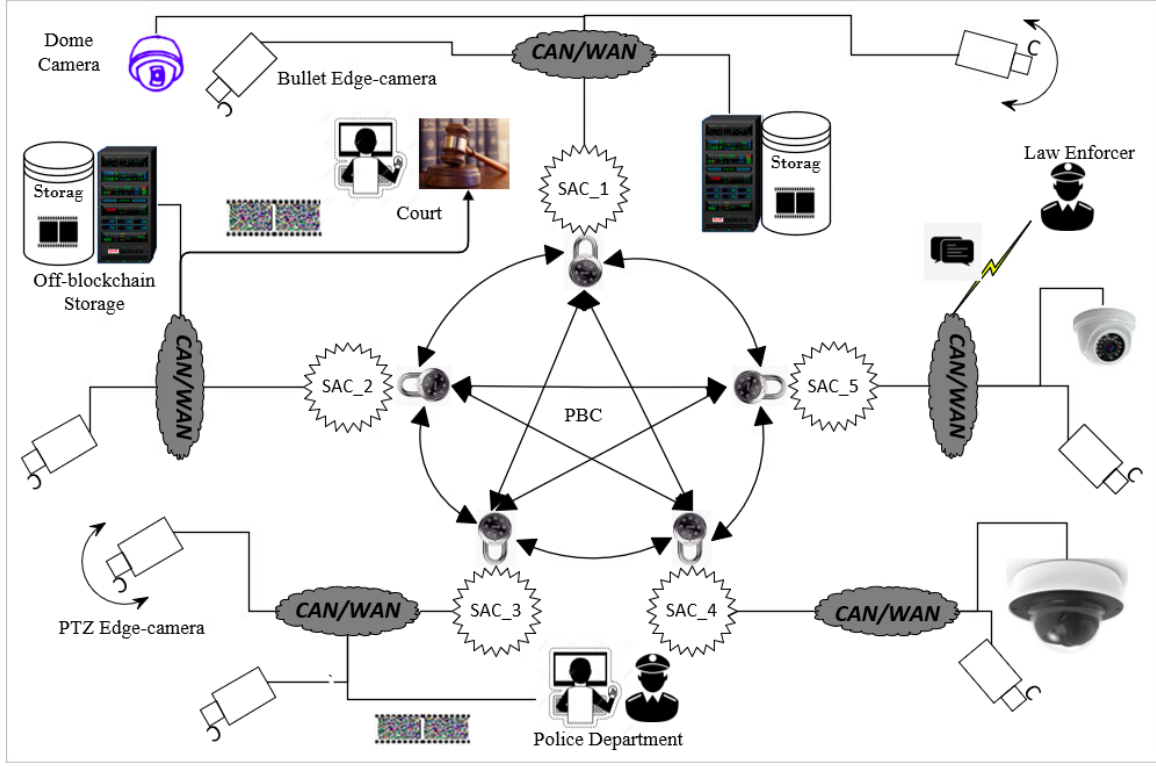 Dome
Camera
Bullet Edge-camera
CAN/WAN
Storag
Off-blockchain
Storage
Court
SAC_1
Storag
Law Enforcer
CAN/WAN
SAC_2
PBC
SAC_5
CAN/WAN
PTZ Edge-camera
CAN/WAN
SAC_3
SAC_4
CAN/WAN
Police Department